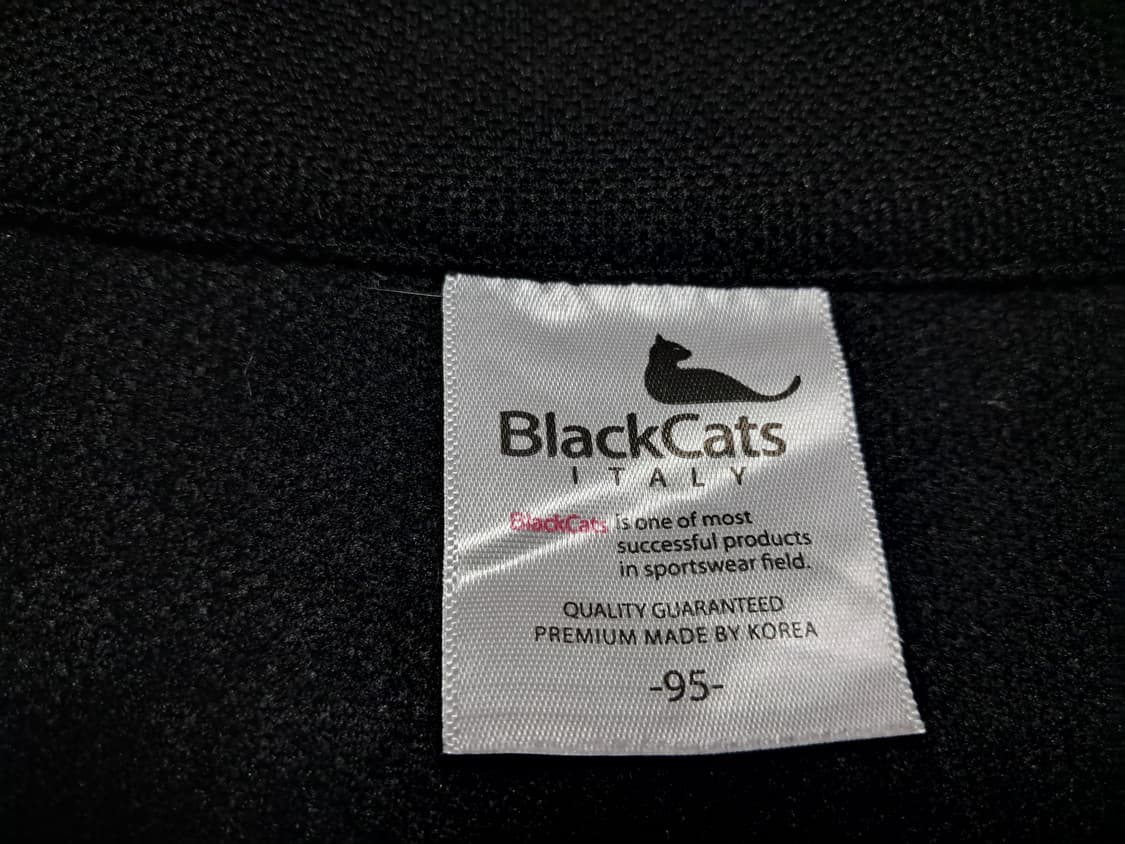 BlackCats
ITALY
BlackCats is one of most
successful products
in sportswear field.
QUALITY GUARANTEED
PREMIUM MADE BY KOREA
-95-